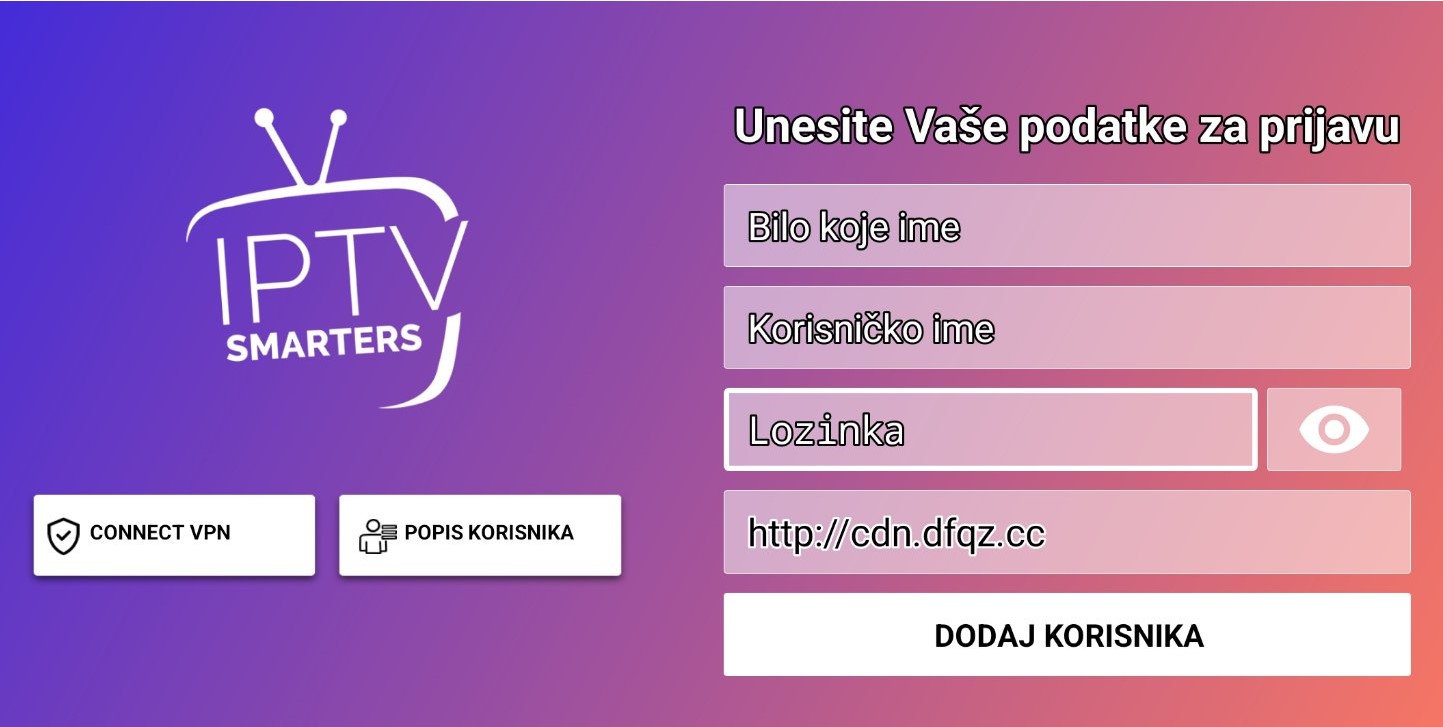 IPTV
SMARTERS
CONNECT VPN
POPIS KORISNIKA
Unesite Vaše podatke za prijavu
Bilo koje ime
Korisničko ime
Lozinka
http://cdn.dfqz.cc
DODAJ KORISNIKA